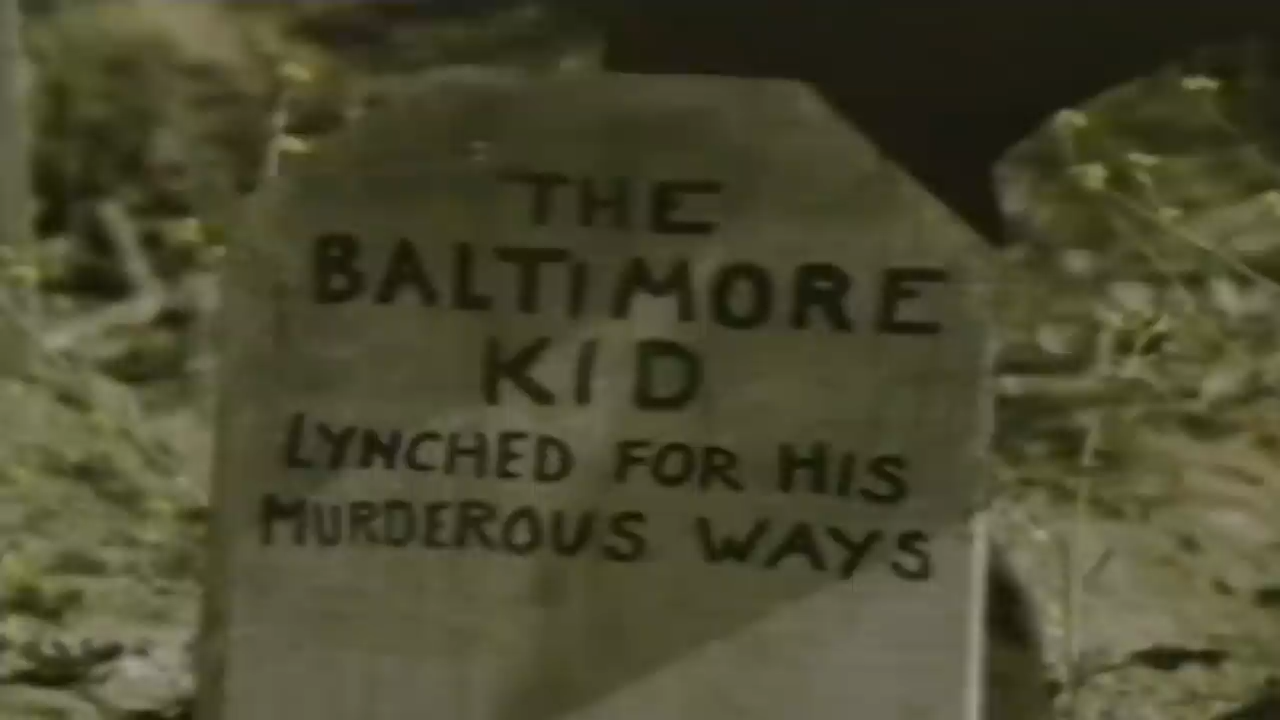 THE
BALTIMORE
KID
LYNCHED FOR HIS
MURDEROUS WAYS